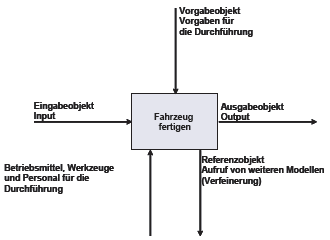 Vorgabeobjekt
Vorgaben für
die Durchführung
Eingabeobjekt
Input
Fahrzeug
fertigen
Ausgabeobjekt
Output
Betriebsmittel, Werkzeuge
und Personal für die
Durchführung
Referenzobjekt
Aufruf von weiteren Modellen
(Verfeinerung)